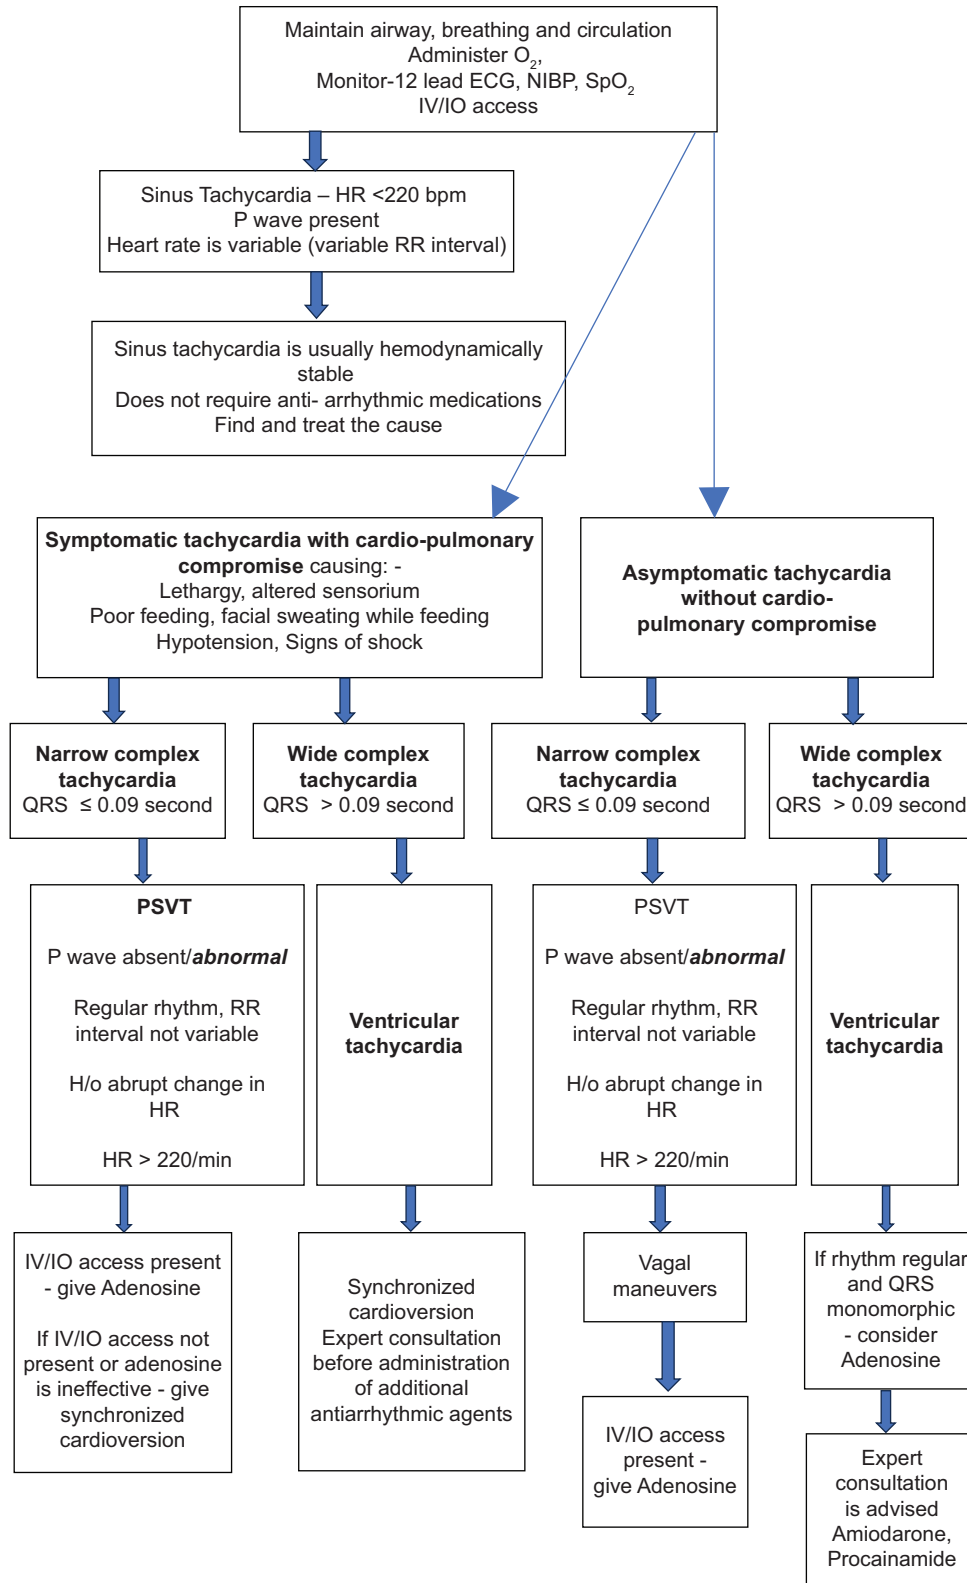 Maintain airway, breathing and circulation
Administer O₂,
Monitor-12 lead ECG, NIBP, SpO₂
IV/IO access
Sinus Tachycardia – HR <220 bpm
P wave present
Heart rate is variable (variable RR interval)
Sinus tachycardia is usually hemodynamically
stable
Does not require anti- arrhythmic medications
Find and treat the cause
Symptomatic tachycardia with cardio-pulmonary
compromise causing: -
Lethargy, altered sensorium
Poor feeding, facial sweating while feeding
Hypotension, Signs of shock
Asymptomatic tachycardia
without cardio-
pulmonary compromise
Narrow complex
tachycardia
QRS ≤ 0.09 second
Wide complex
tachycardia
QRS > 0.09 second
Narrow complex
tachycardia
QRS ≤ 0.09 second
Wide complex
tachycardia
QRS > 0.09 second
PSVT
P wave absent/abnormal
Regular rhythm, RR
interval not variable
H/o abrupt change in
HR
HR > 220/min
Ventricular
tachycardia
PSVT
P wave absent/abnormal
Regular rhythm, RR
interval not variable
H/o abrupt change in
HR
HR > 220/min
Ventricular
tachycardia
IV/IO access present
- give Adenosine
If IV/IO access not
present or adenosine
is ineffective - give
synchronized
cardioversion
Synchronized
cardioversion
Expert consultation
before administration
of additional
antiarrhythmic agents
Vagal
maneuvers
IV/IO access
present -
give Adenosine
If rhythm regular
and QRS
monomorphic
- consider
Adenosine
Expert
consultation
is advised
Amiodarone,
Procainamide